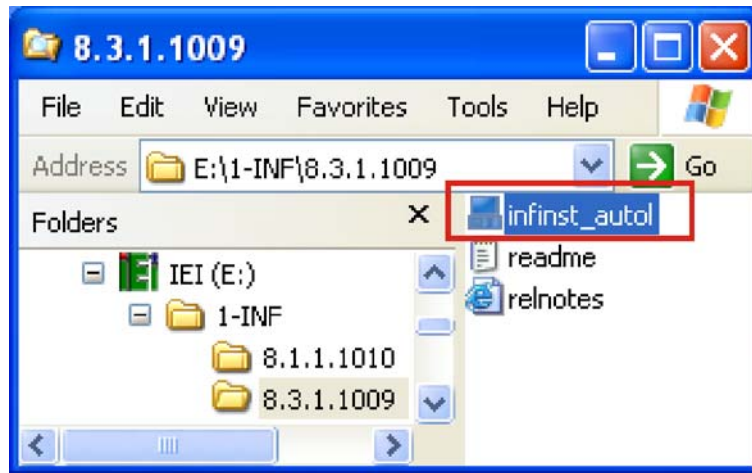 8.3.1.1009
File Edit View Favorites Tools Help
Address E:\1-INF\8.3.1.1009 Go
Folders
IEI (E:)
1-INF
8.1.1.1010
8.3.1.1009
infinst_autol
readme
relnotes